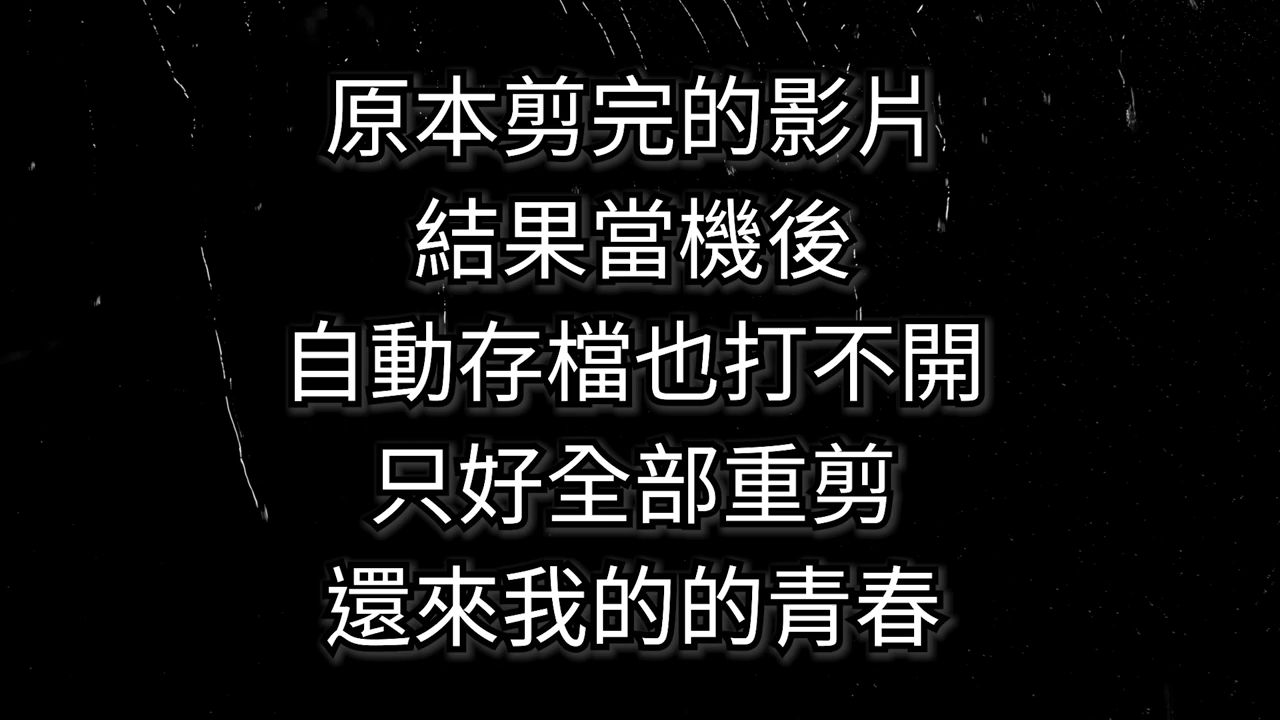 原本剪完的影片
結果當機後
自動存檔也打不開
只好全部重剪
還來我的的青春